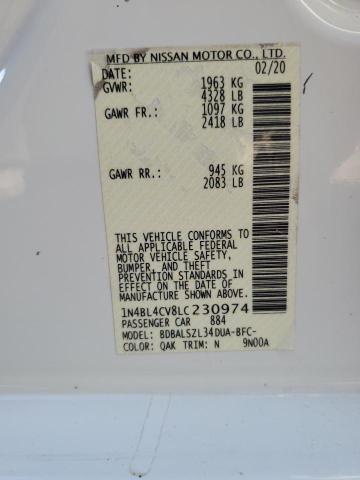 MFD BY NISSAN MOTOR CO., LTD.
DATE: 02/20
GVWR: 1963 KG
4328 LB
GAWR FR.: 1097 KG
2418 LB
GAWR RR.: 945 KG
2083 LB
THIS VEHICLE CONFORMS TO
ALL APPLICABLE FEDERAL
MOTOR VEHICLE SAFETY,
BUMPER, AND THEFT
PREVENTION STANDARDS IN
EFFECT ON THE DATE OF
MANUFACTURE SHOWN ABOVE.
1N4BL4CV8LC230974
PASSENGER CAR 884
MODEL: BDBALSZL34DUA-BFC-
COLOR: QAK TRIM: N 9N00A